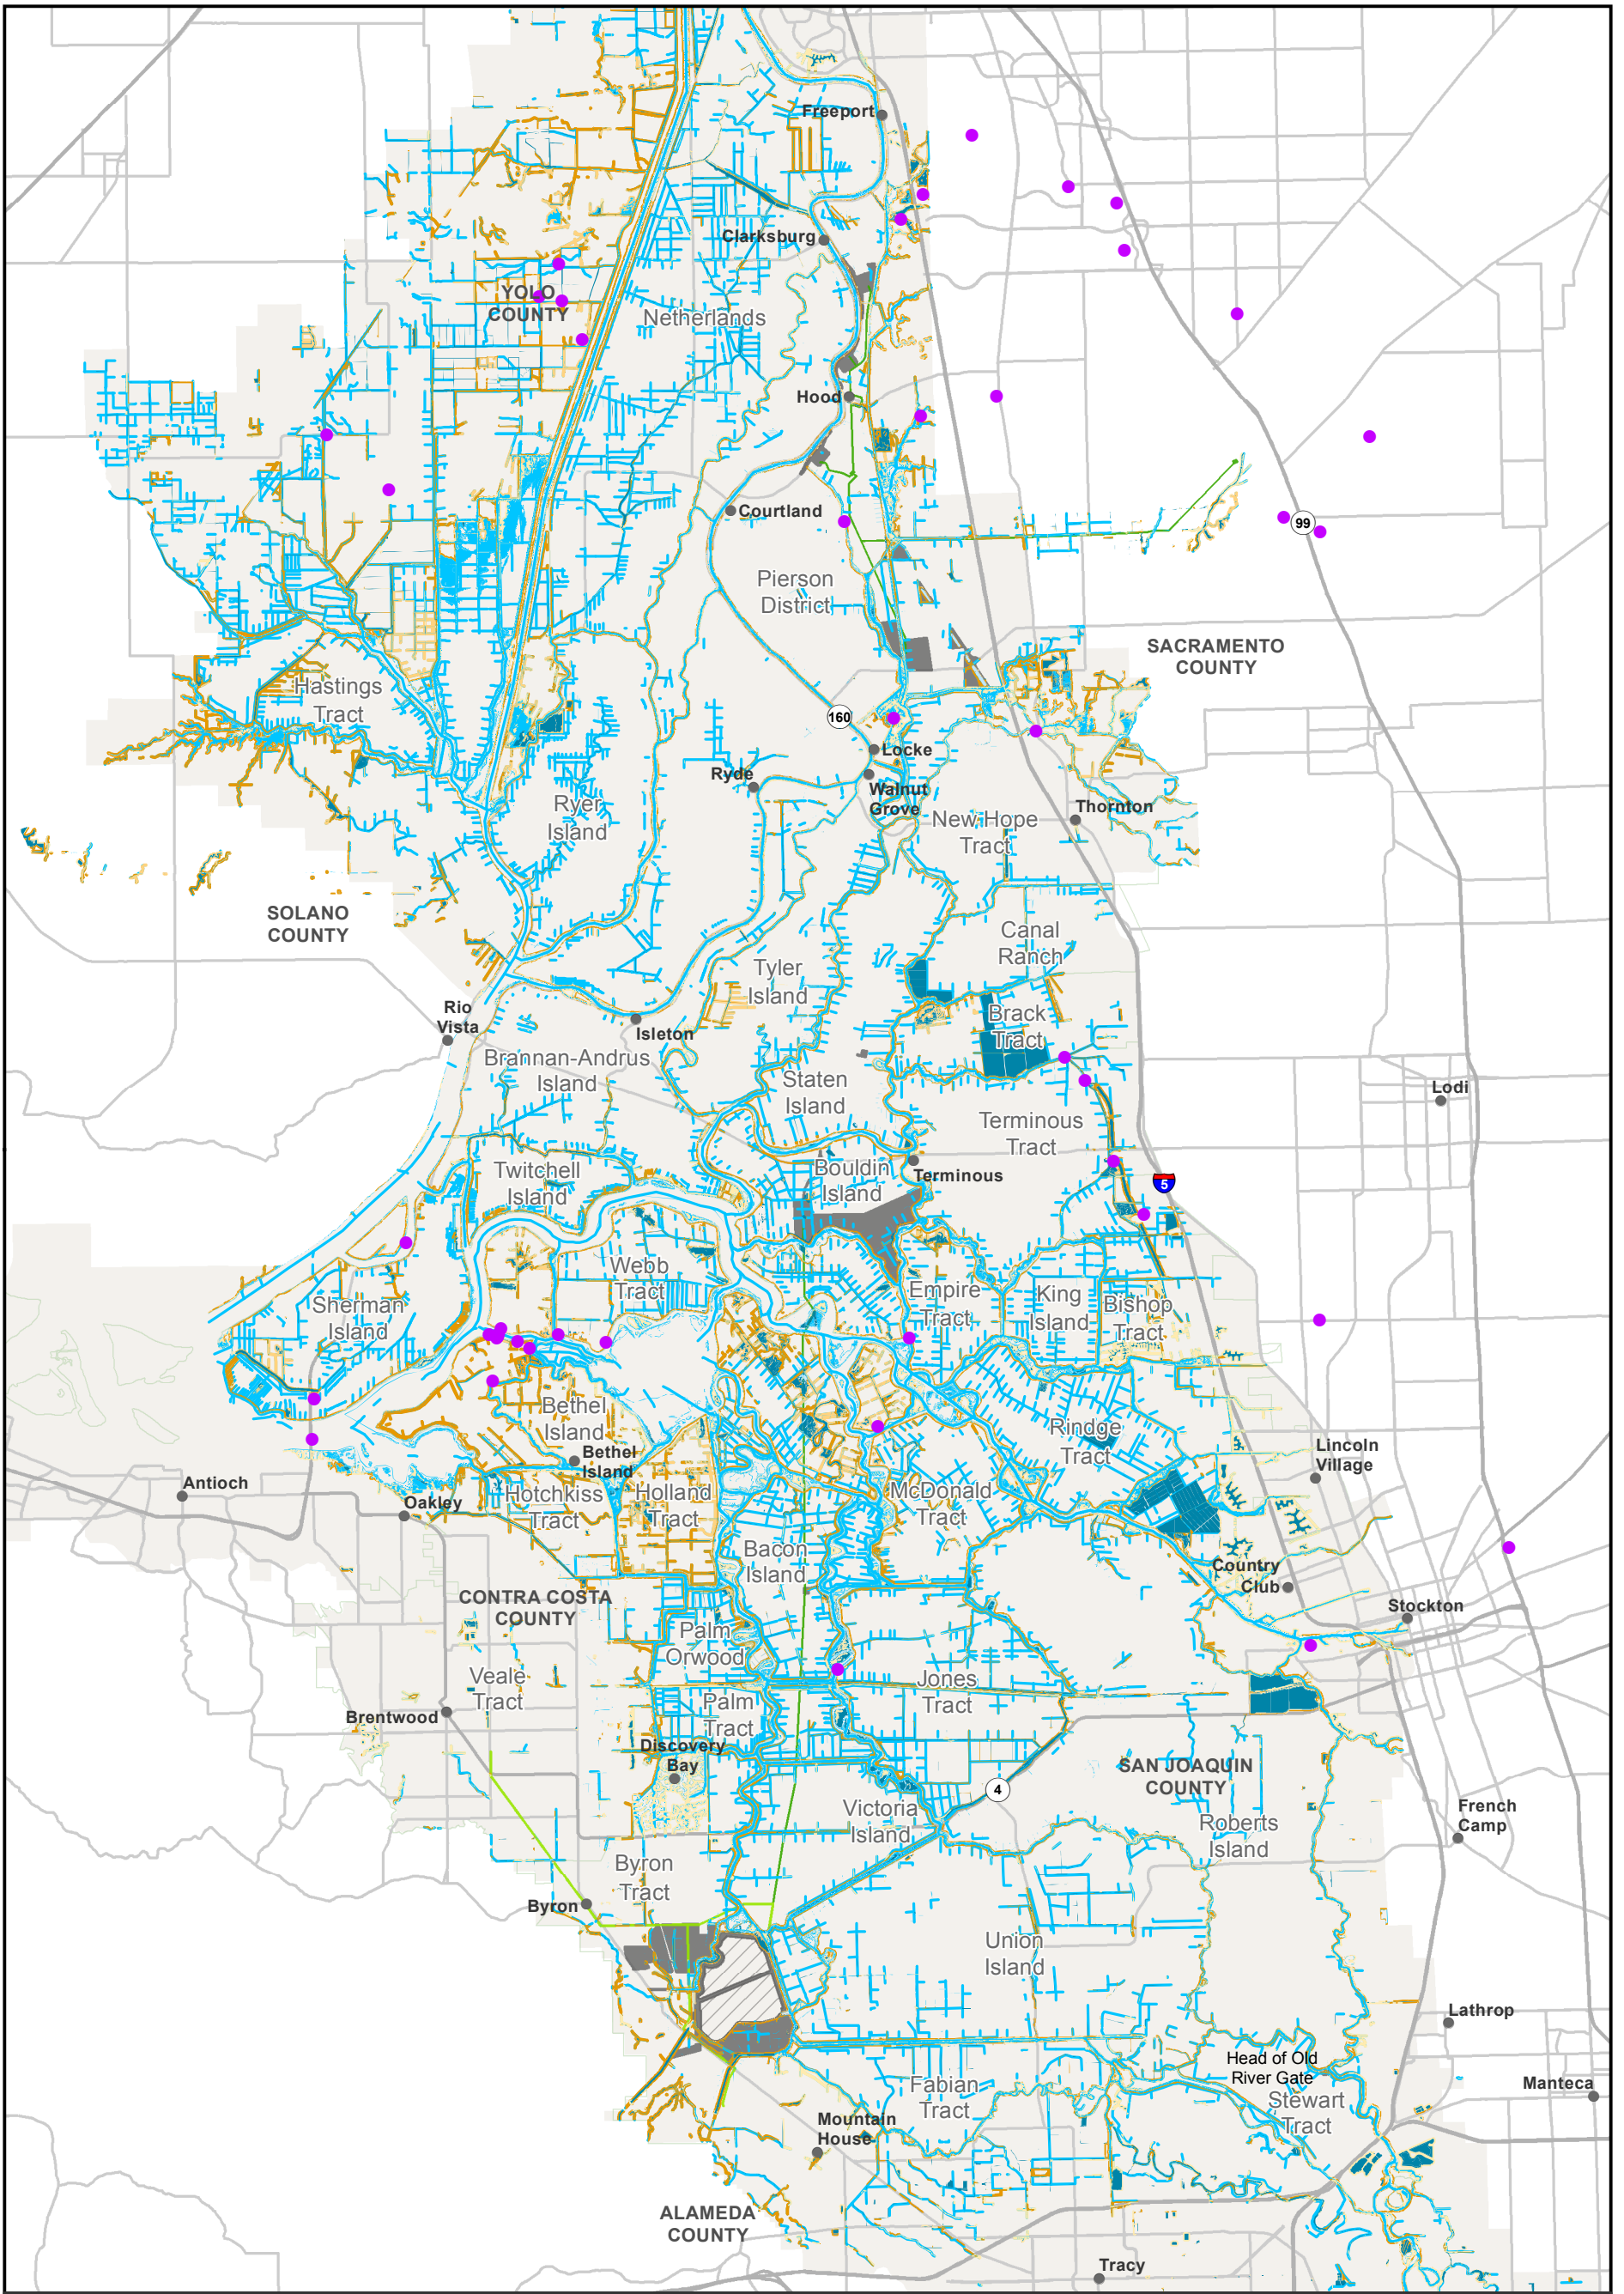 Freeport
Clarksburg
YOLO
COUNTY
Netherlands
Hood
Courtland
99
Pierson
District
SACRAMENTO
COUNTY
Hastings
Tract
160
Locke
Ryde
Walnut
Grove
Ryer
Island
Thornton
New Hope
Tract
SOLANO
COUNTY
Canal
Ranch
Tyler
Island
Rio
Vista
Brack
Tract
Isleton
Brannan-Andrus
Island
Staten
Island
Lodi
Terminous
Tract
Twitchell
Island
Bouldin
Island
Terminous
5
Webb
Tract
Empire
Tract
King
Island
Bishop
Tract
Sherman
Island
Bethel
Island
Rindge
Tract
Bethel
Island
Lincoln
Village
Antioch
Oakley
Hotchkiss
Tract
Holland
Tract
McDonald
Tract
Bacon
Island
Country
Club
CONTRA COSTA
COUNTY
Stockton
Palm
Orwood
Veale
Tract
Jones
Tract
Palm
Tract
Brentwood
Discovery
Bay
SAN JOAQUIN
COUNTY
4
Victoria
Island
Roberts
Island
French
Camp
Byron
Tract
Byron
Union
Island
Lathrop
Head of Old
River Gate
Fabian
Tract
Stewart
Tract
Manteca
Mountain
House
ALAMEDA
COUNTY
Tracy